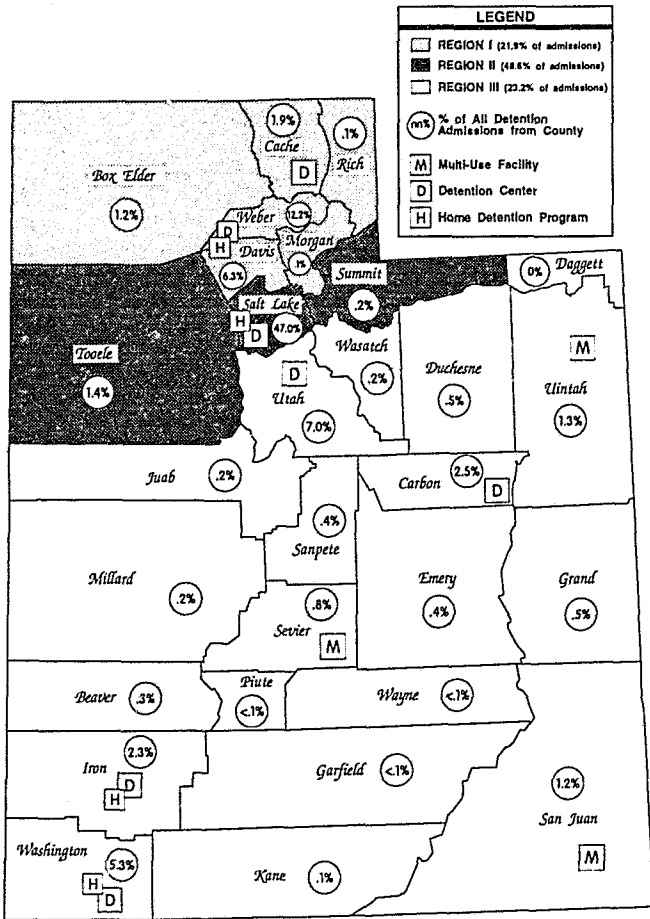 LEGEND
REGION I (21.9% of admissions)
REGION II (48.6% of admissions)
REGION III (23.2% of admissions)
nn% % of All Detention
Admissions from County
M Multi-Use Facility
D Detention Center
H Home Detention Program
1.9%
Cache
D
.1%
Rich
Box Elder
1.2%
Weber
12.2%
D
H
Morgan
.1%
Davis
6.3%
Summit
.2%
0%
Daggett
Salt Lake
H
D
47.0%
Tooele
1.4%
Wasatch
.2%
Duchesne
.5%
M
Uintah
1.3%
D
Utah
7.0%
Juab
.2%
Carbon
2.5%
D
.4%
Sanpete
Millard
.2%
Emery
.4%
Grand
.5%
.8%
Sevier
M
Beaver
.3%
Piute
<.1%
Wayne
<.1%
2.3%
Iron
D
H
Garfield
<.1%
1.2%
San Juan
M
Washington
5.3%
H
D
Kane
.1%